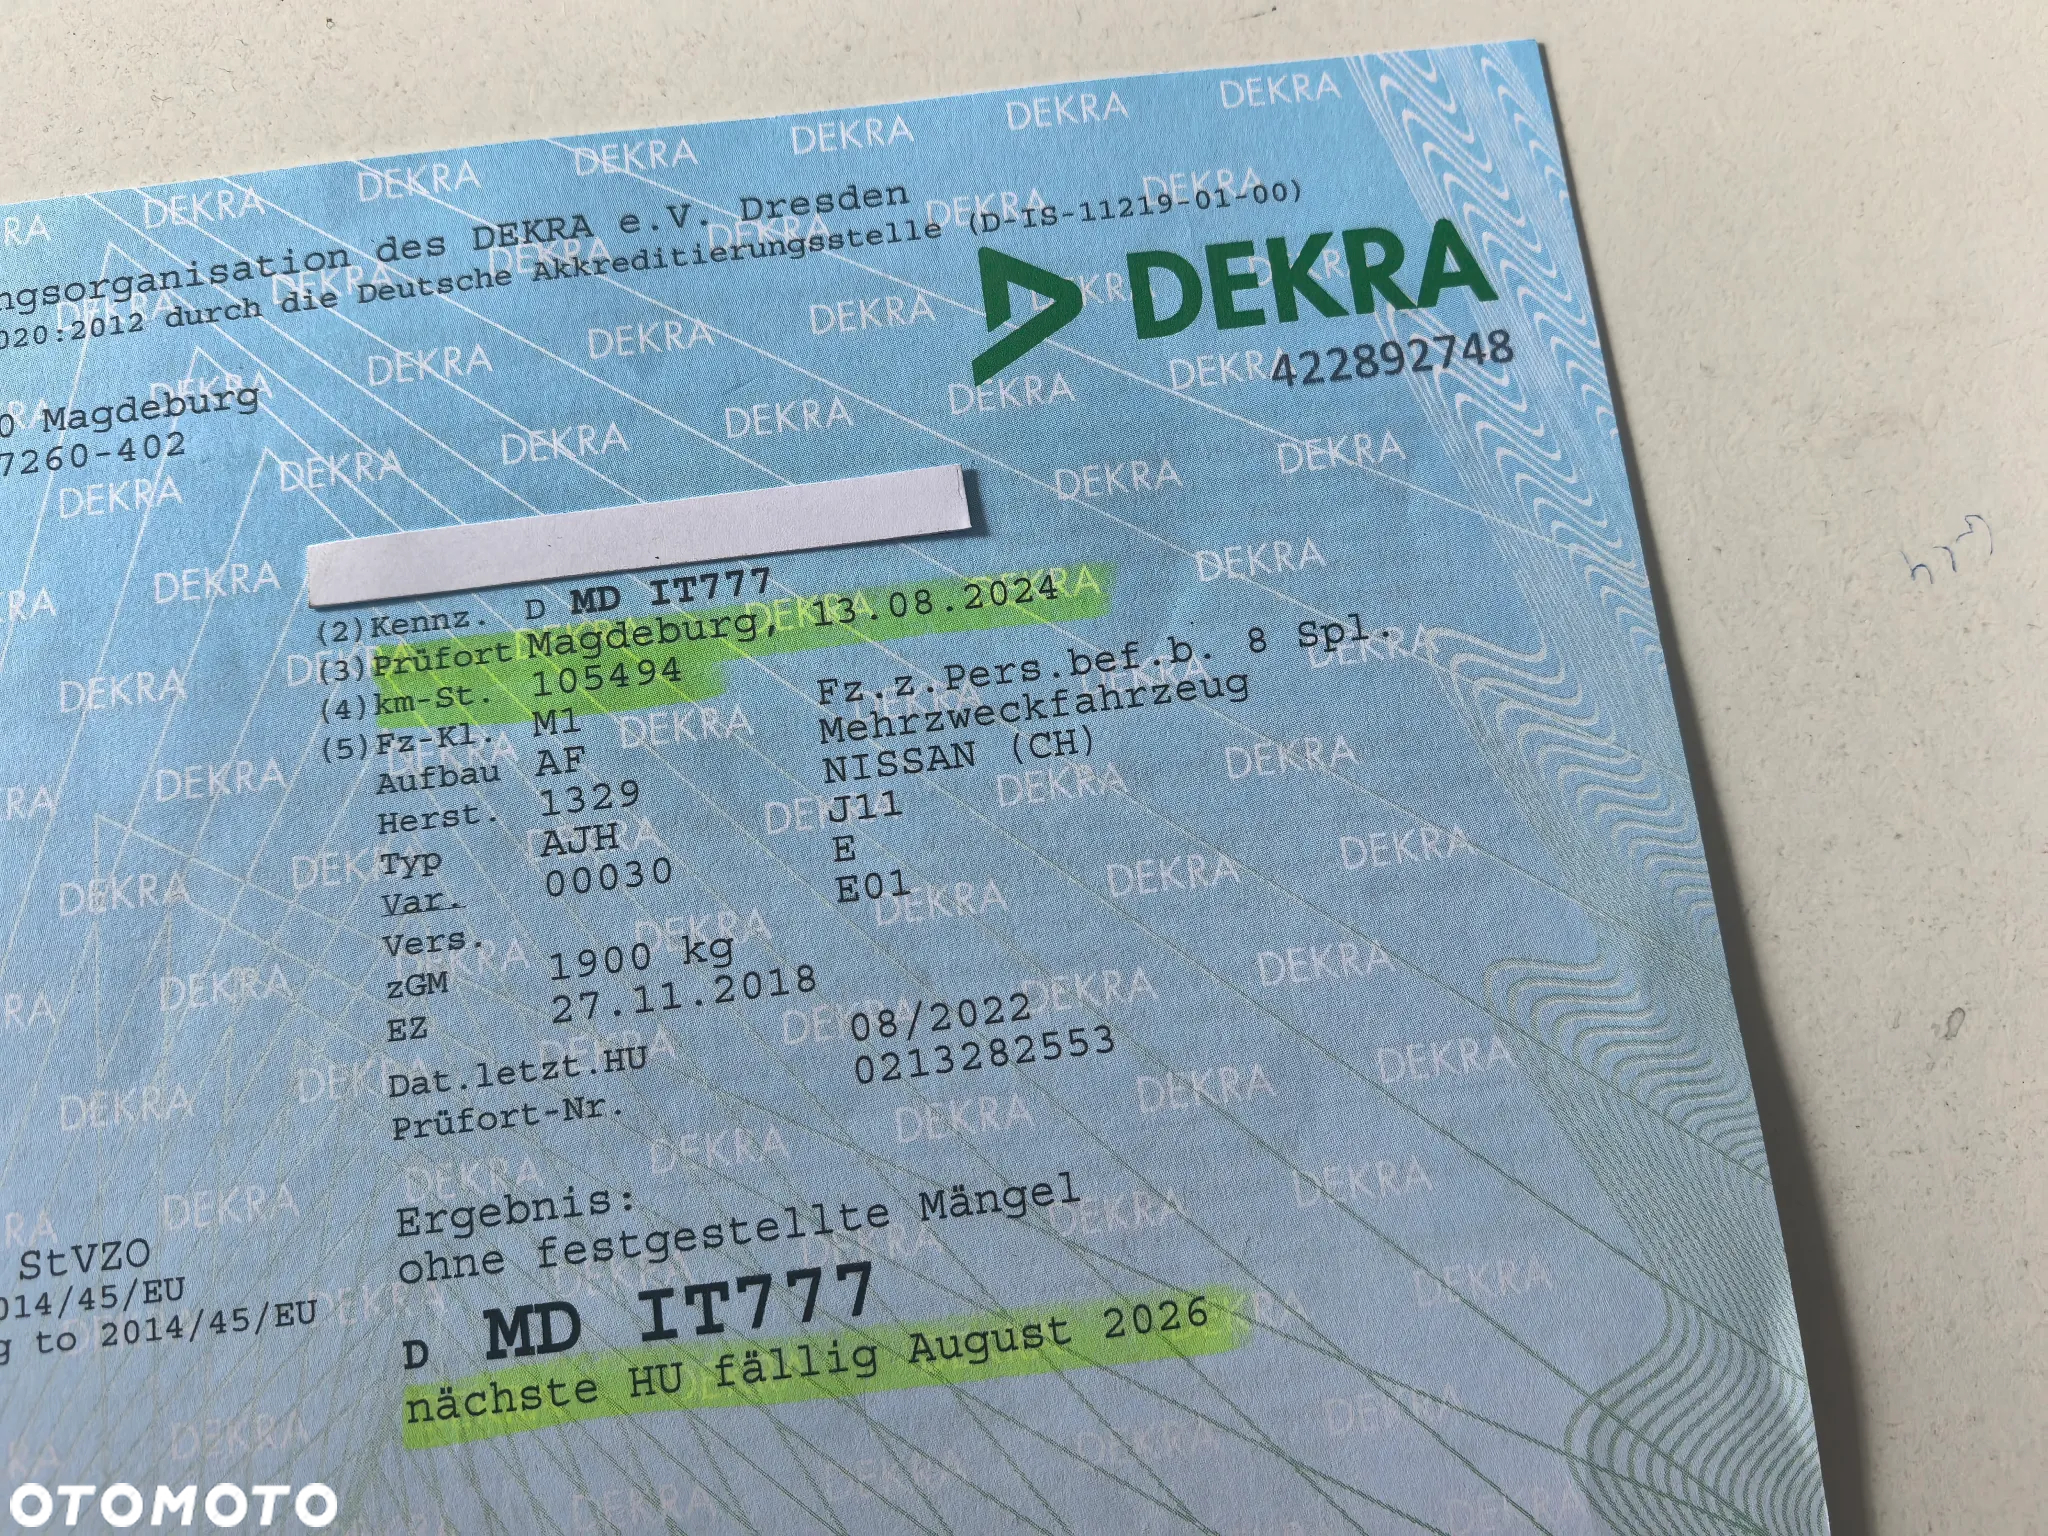 ngsorganisation des DEKRA e.V. Dresden
020:2012 durch die Deutsche Akkreditierungsstelle (D-IS-11219-01-00)
DEKRA
422892748
0 Magdeburg
7260-402
(2) Kennz. D MD IT777
(3) Prüfort Magdeburg, 13.08.2024
(4) km-St. 105494
(5) Fz-Kl. M1 Fz.z.Pers.bef.b. 8 Spl.
Aufbau AF Mehrzweckfahrzeug
Herst. 1329 NISSAN (CH)
Typ AJH J11
Var. 00030 E
Vers. E01
zGM 1900 kg
EZ 27.11.2018
Dat.letzt.HU 08/2022
Prüfort-Nr. 0213282553
Ergebnis:
ohne festgestellte Mängel
D MD IT777
nächste HU fällig August 2026
StVZO
014/45/EU
g to 2014/45/EU
OTOMOTO